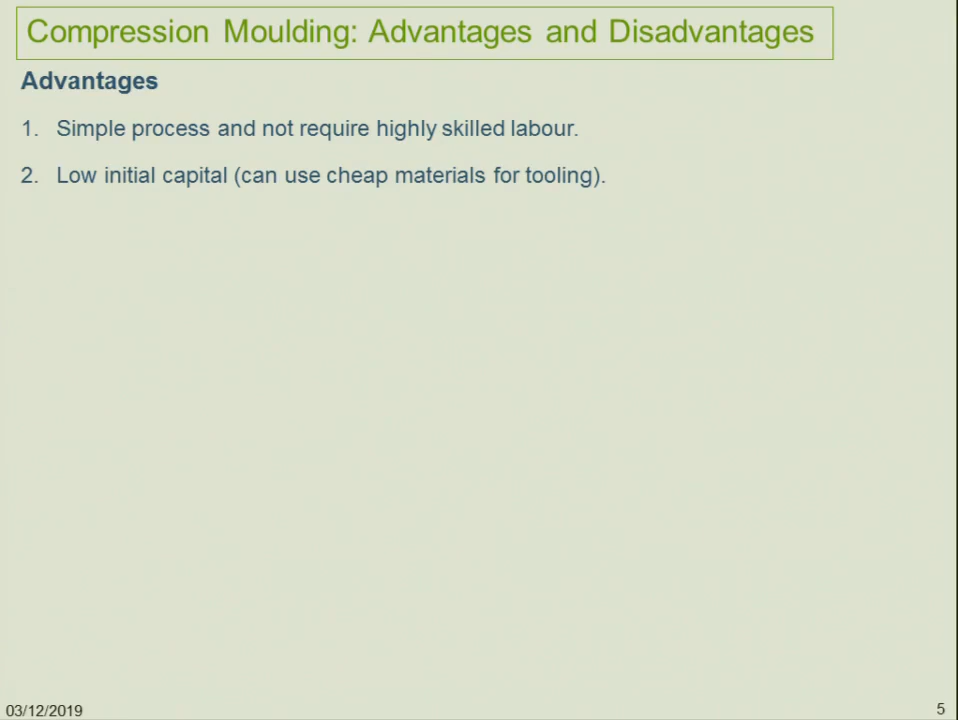 Compression Moulding: Advantages and Disadvantages
Advantages
1. Simple process and not require highly skilled labour.
2. Low initial capital (can use cheap materials for tooling).
03/12/2019
5